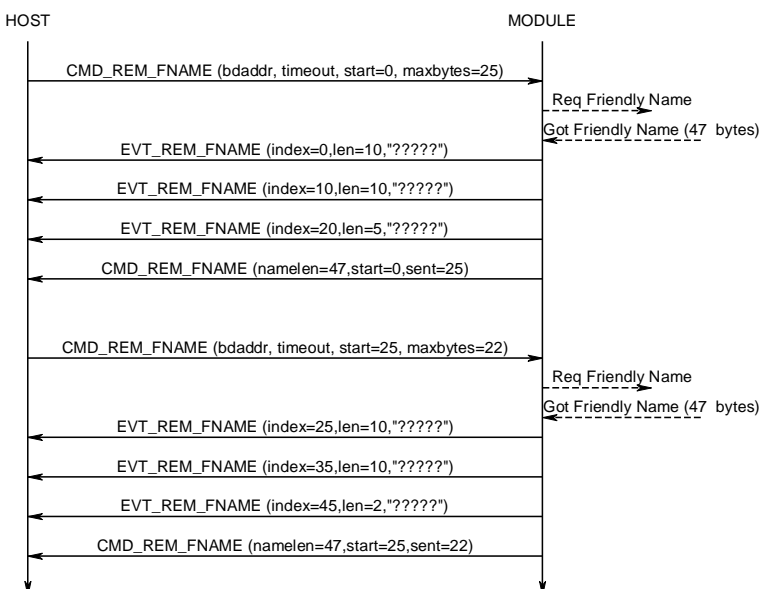 HOST MODULE
CMD_REM_FNAME (bdaddr, timeout, start=0, maxbytes=25)
Req Friendly Name
Got Friendly Name (47 bytes)
EVT_REM_FNAME (index=0,len=10,"?????")
EVT_REM_FNAME (index=10,len=10,"?????")
EVT_REM_FNAME (index=20,len=5,"?????")
CMD_REM_FNAME (namelen=47,start=0,sent=25)
CMD_REM_FNAME (bdaddr, timeout, start=25, maxbytes=22)
Req Friendly Name
Got Friendly Name (47 bytes)
EVT_REM_FNAME (index=25,len=10,"?????")
EVT_REM_FNAME (index=35,len=10,"?????")
EVT_REM_FNAME (index=45,len=2,"?????")
CMD_REM_FNAME (namelen=47,start=25,sent=22)